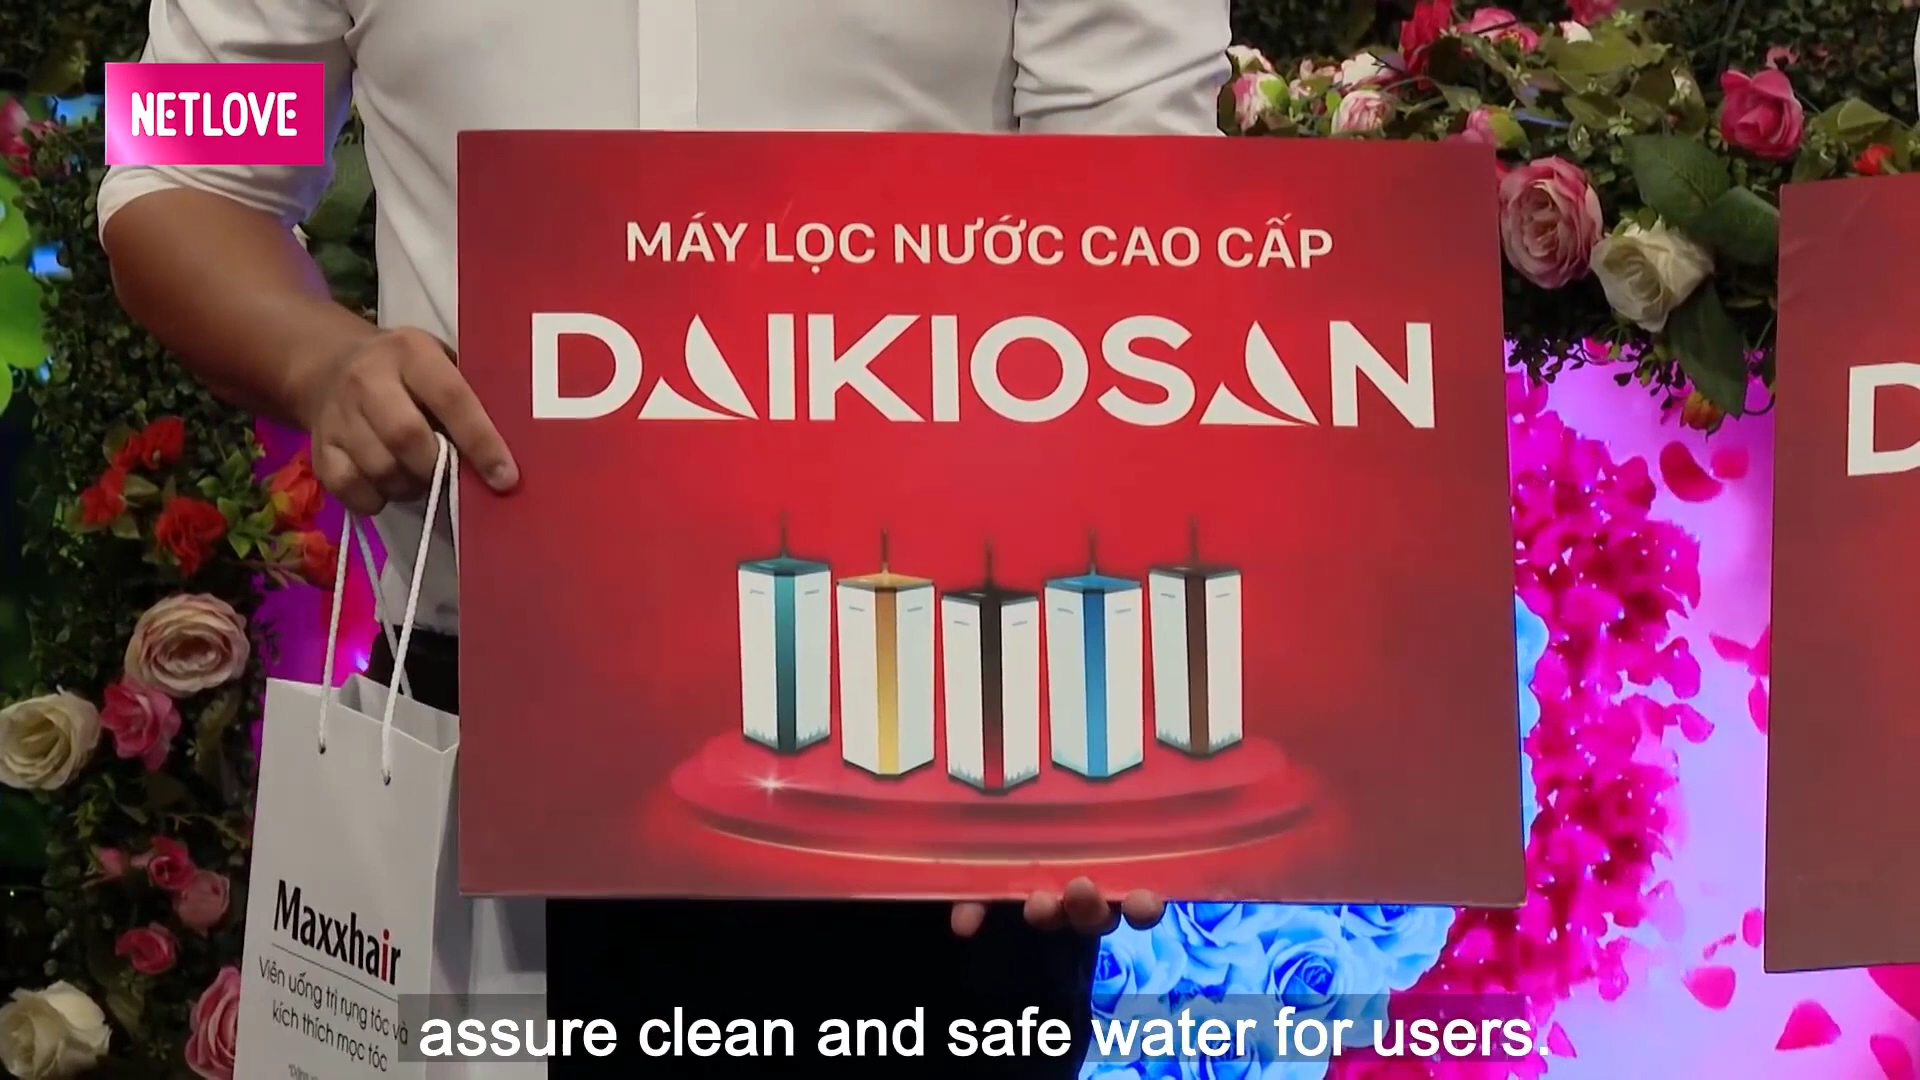 NETLOVE
MÁY LỌC NƯỚC CAO CẤP
DAIKIOSAN
D
Maxxhair
Viên uống trị rụng tóc và
kích thích mọc tóc
assure clean and safe water for users.